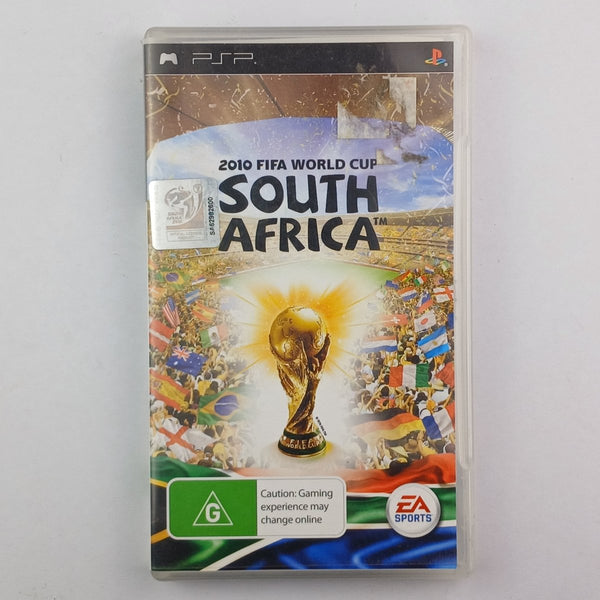 PSP
2010 FIFA WORLD CUP
SOUTH
AFRICA™
G
Caution: Gaming
experience may
change online
EA
SPORTS